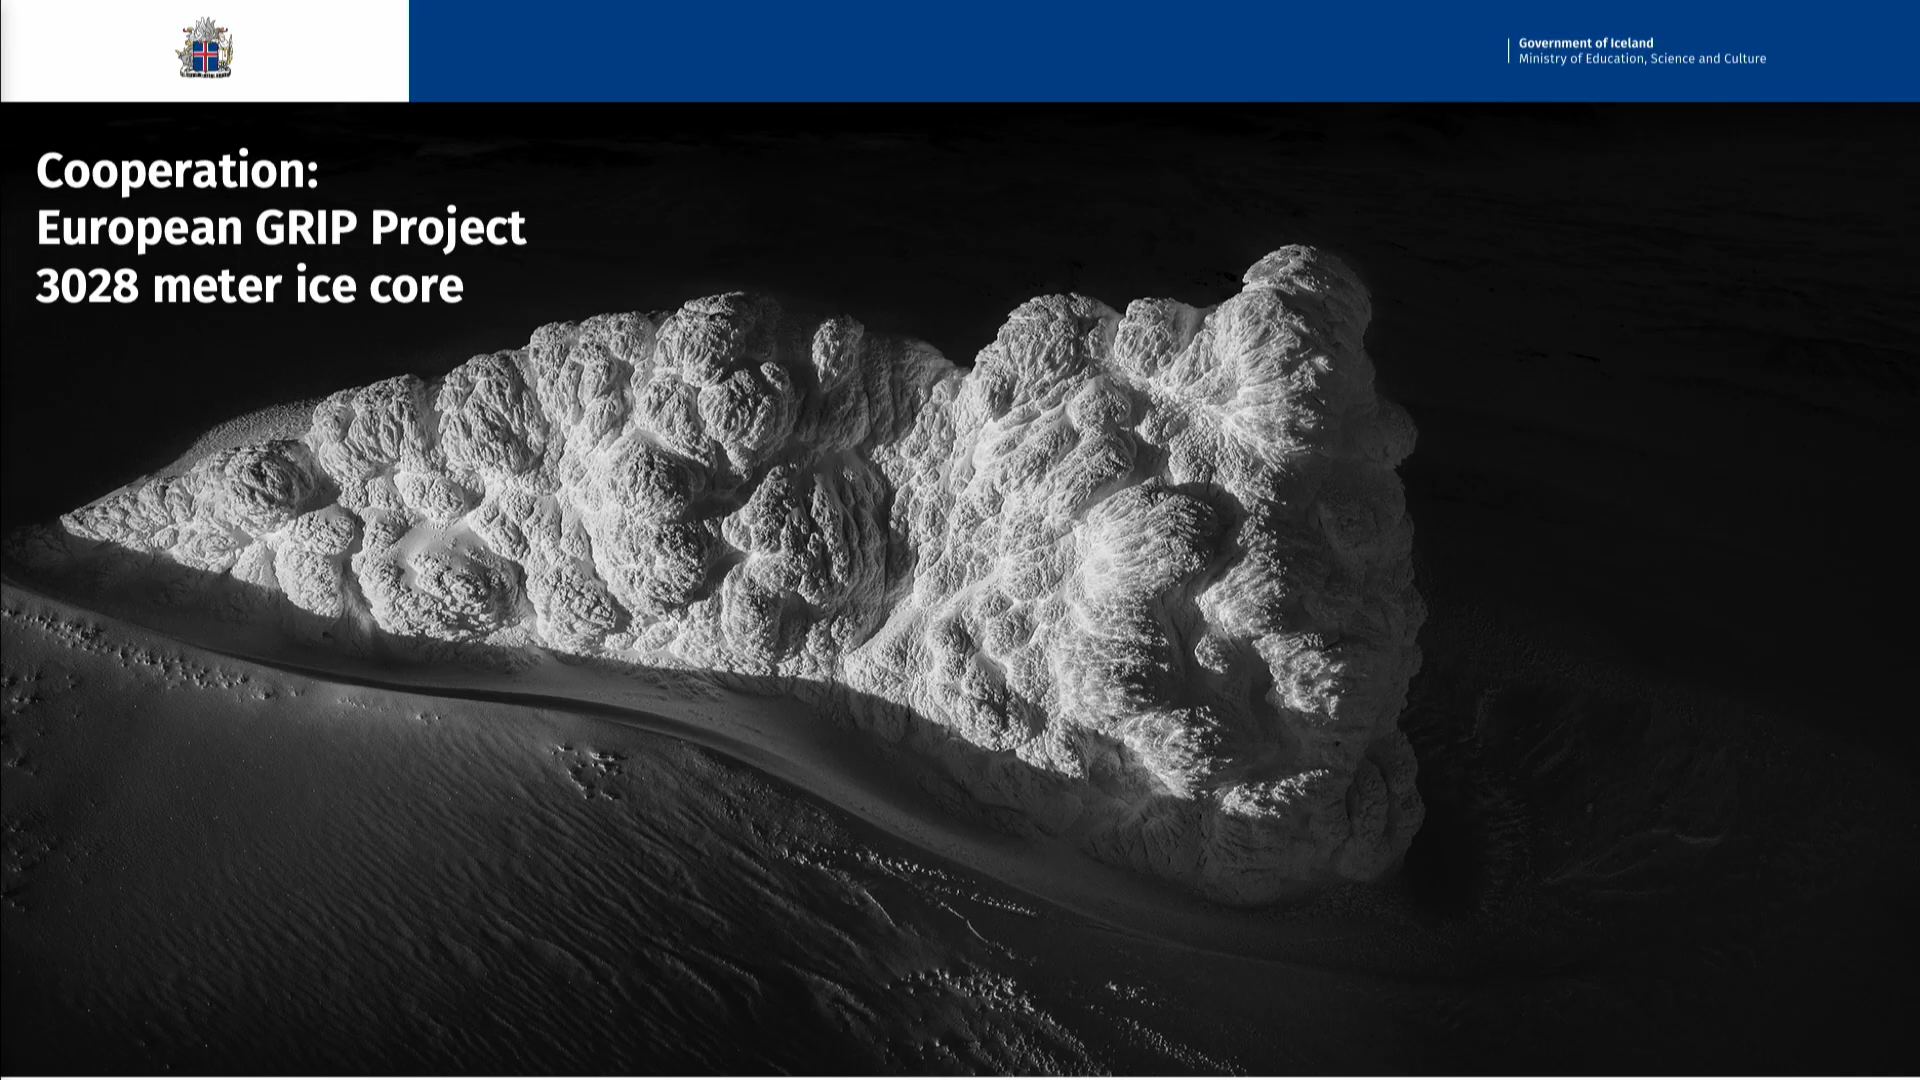 Government of Iceland
Ministry of Education, Science and Culture
Cooperation:
European GRIP Project
3028 meter ice core